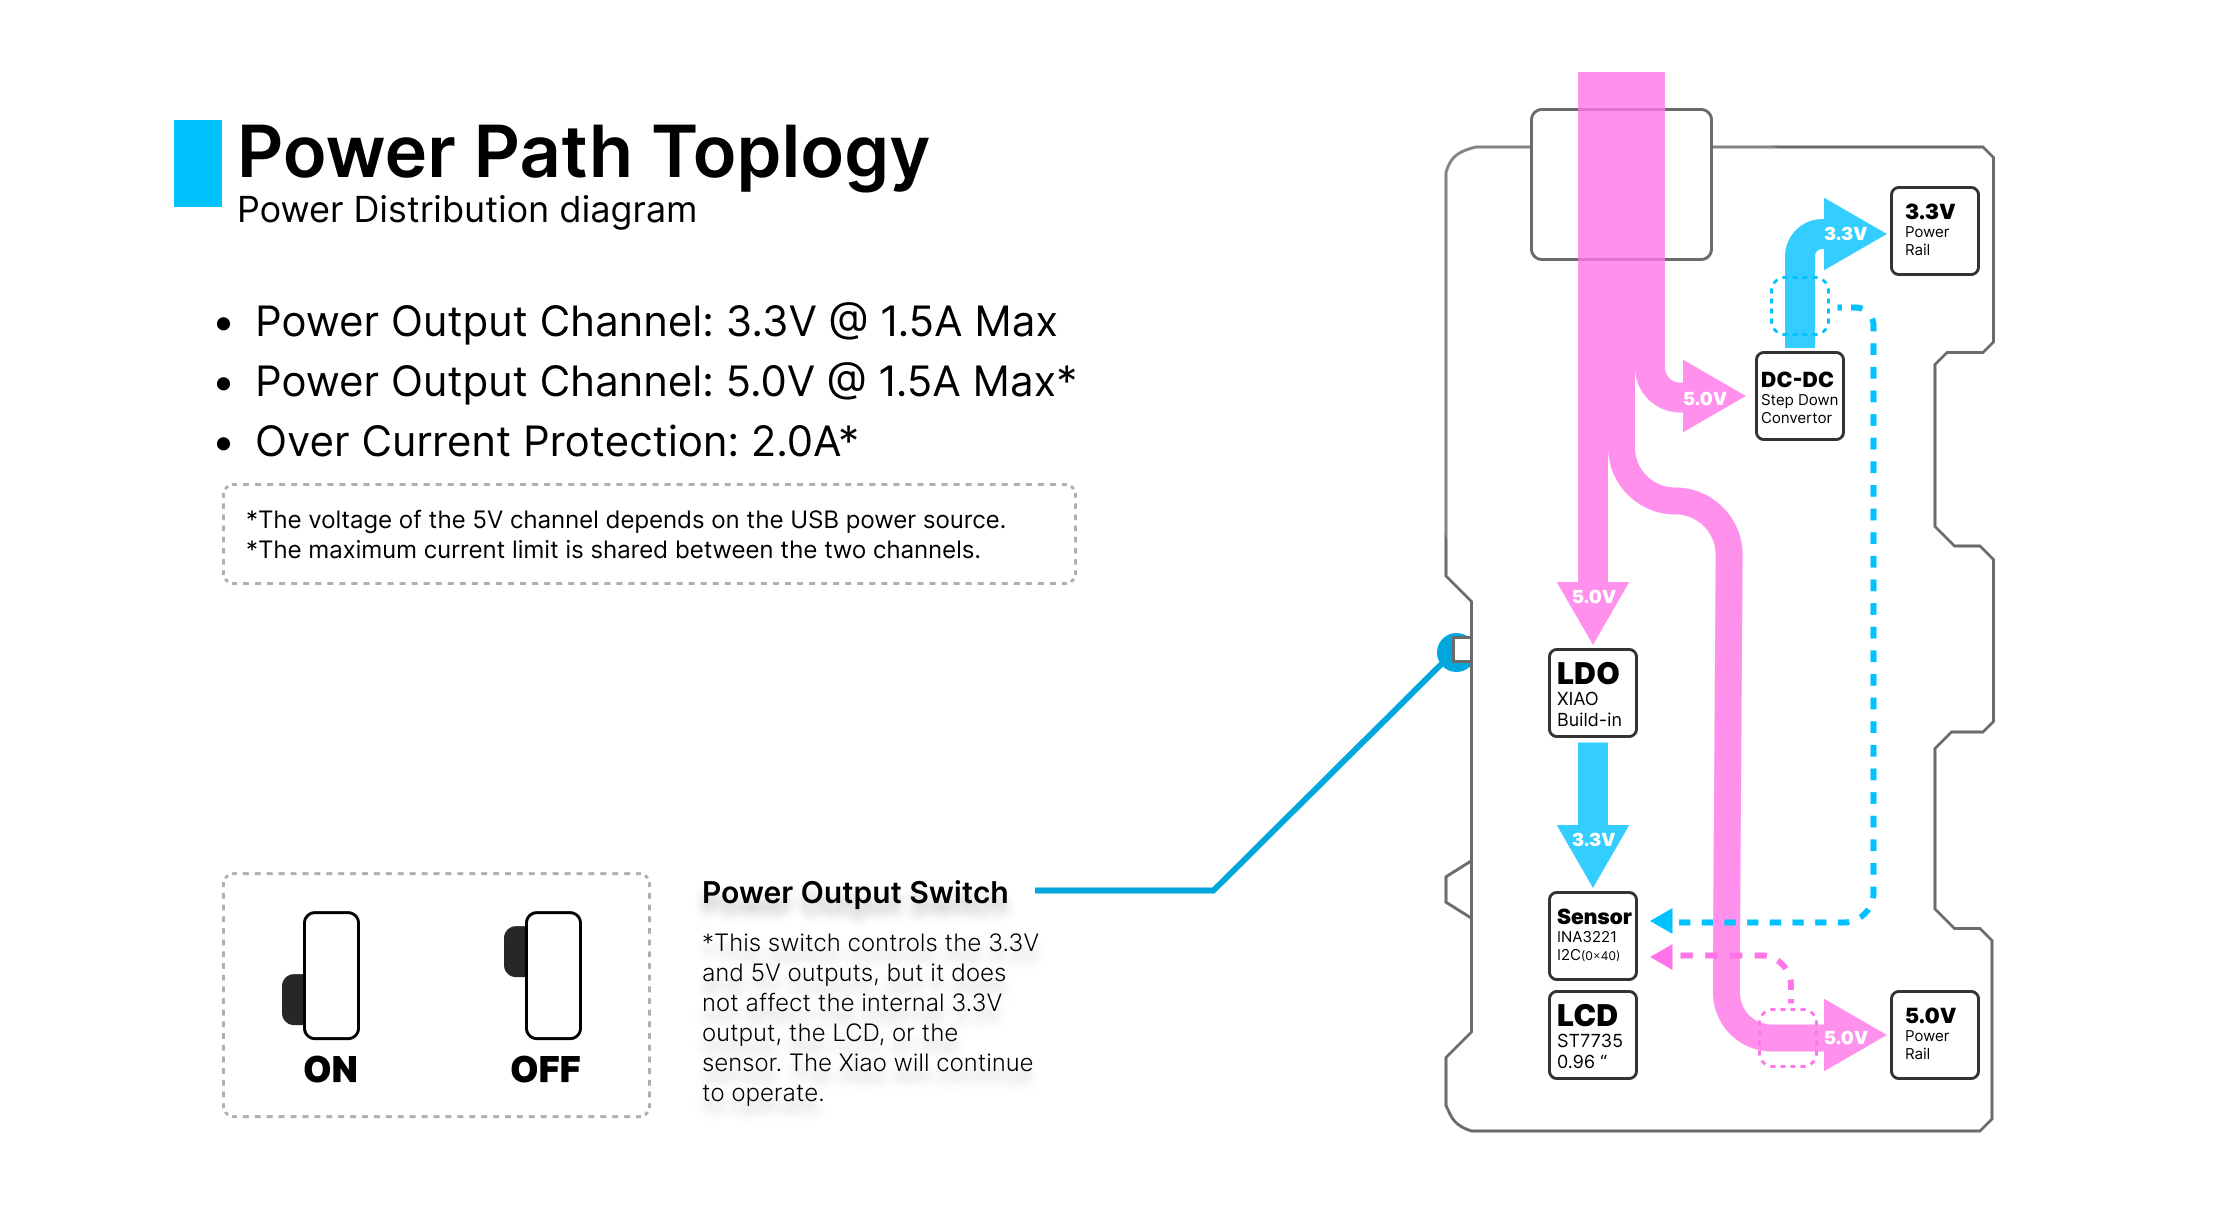 Power Path Toplogy
Power Distribution diagram
• Power Output Channel: 3.3V @ 1.5A Max
• Power Output Channel: 5.0V @ 1.5A Max*
• Over Current Protection: 2.0A*
*The voltage of the 5V channel depends on the USB power source.
*The maximum current limit is shared between the two channels.
ON
OFF
Power Output Switch
*This switch controls the 3.3V
and 5V outputs, but it does
not affect the internal 3.3V
output, the LCD, or the
sensor. The Xiao will continue
to operate.
3.3V
3.3V
Power
Rail
5.0V
DC-DC
Step Down
Convertor
5.0V
LDO
XIAO
Build-in
3.3V
Sensor
INA3221
I2C(0×40)
LCD
ST7735
0.96 “
5.0V
5.0V
Power
Rail